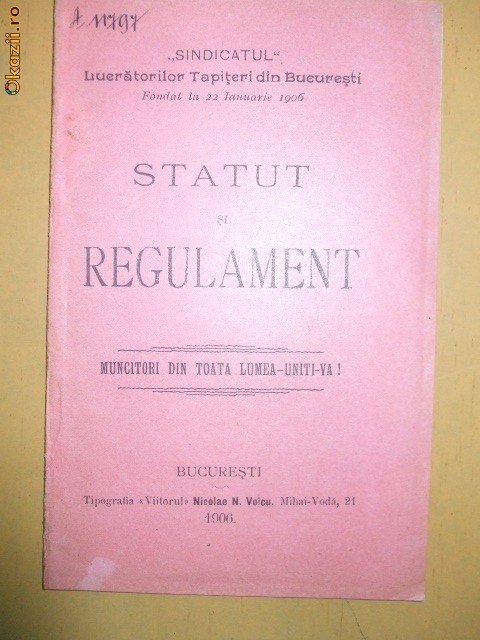 Okazii.ro
A 11797
„SINDICATUL“
Lucrătorilor Tapițeri din București
Fondat la 22 Ianuarie 1906
STATUT
ȘI
REGULAMENT
MUNCITORI DIN TOATA LUMEA–UNITI-VA !
BUCUREȘTI
Tipografia «Viitorul» Nicolae N. Voicu, Mihai-Vodă, 21
1906.